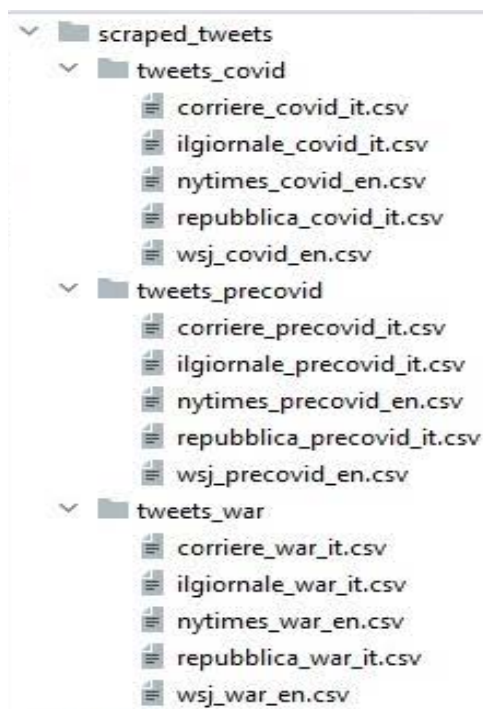 scraped_tweets
tweets_covid
corriere_covid_it.csv
ilgiornale_covid_it.csv
nytimes_covid_en.csv
repubblica_covid_it.csv
wsj_covid_en.csv
tweets_precovid
corriere_precovid_it.csv
ilgiornale_precovid_it.csv
nytimes_precovid_en.csv
repubblica_precovid_it.csv
wsj_precovid_en.csv
tweets_war
corriere_war_it.csv
ilgiornale_war_it.csv
nytimes_war_en.csv
repubblica_war_it.csv
wsj_war_en.csv